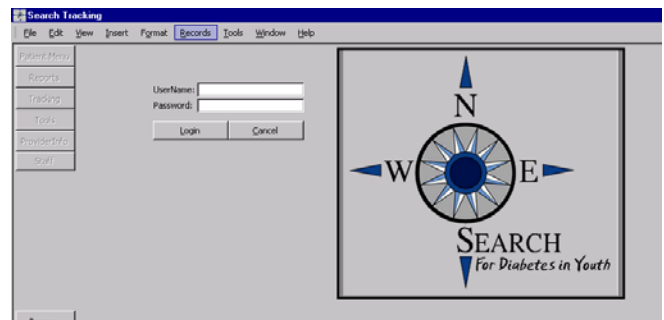 Search Tracking
File Edit View Insert Format Records Tools Window Help
Patient Menu
Reports
Tracking
Tools
ProviderInfo
Staff
UserName:
Password:
Login Cancel
N
W E
SEARCH
For Diabetes in Youth